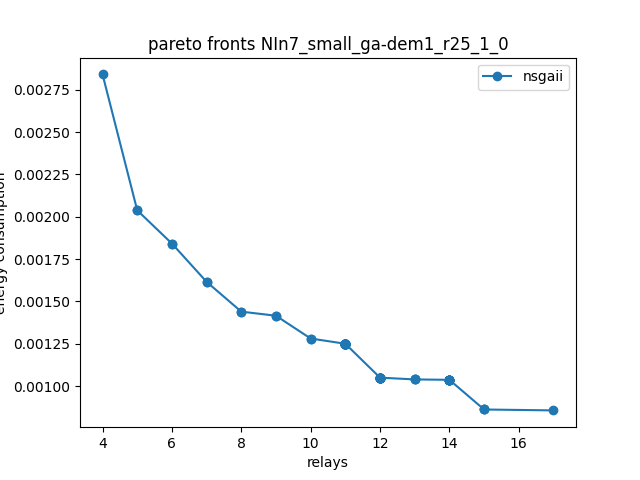 pareto fronts NIn7_small_ga-dem1_r25_1_0
nsgaii
0.00275
0.00250
0.00225
0.00200
0.00175
0.00150
0.00125
0.00100
energy consumption
4 6 8 10 12 14 16
relays